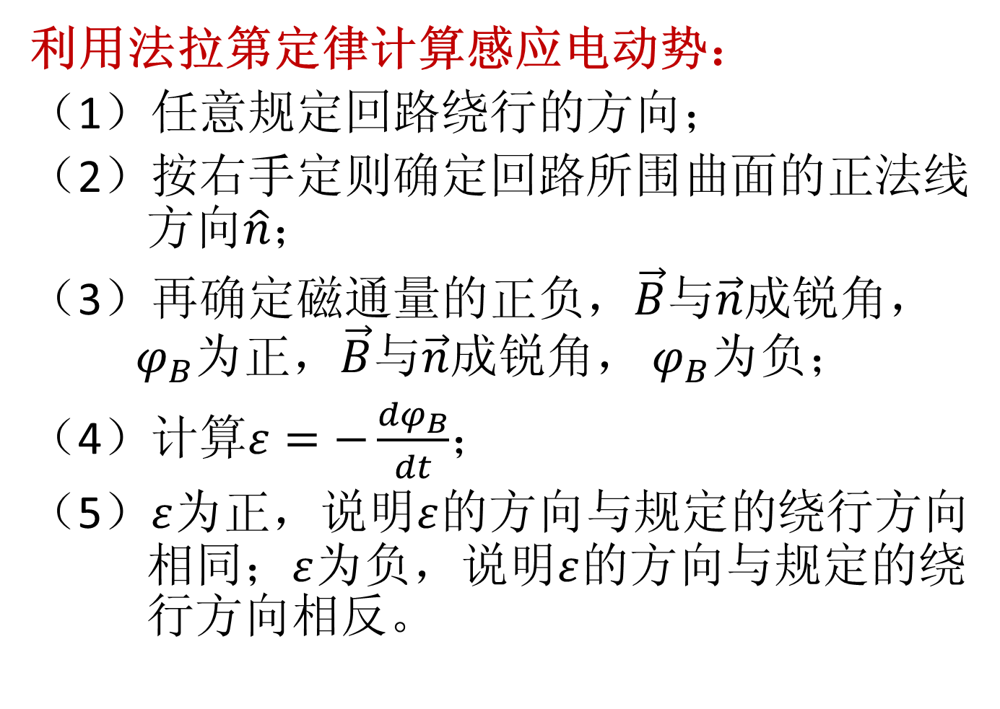 利用法拉第定律计算感应电动势：
（1）任意规定回路绕行的方向；
（2）按右手定则确定回路所围曲面的正法线
方向$\hat{n}$；
（3）再确定磁通量的正负，$\vec{B}$与$\vec{n}$成锐角，
$\varphi_B$为正，$\vec{B}$与$\vec{n}$成锐角， $\varphi_B$为负；
（4）计算$\varepsilon = -\frac{d\varphi_B}{dt}$；
（5）$\varepsilon$为正，说明$\varepsilon$的方向与规定的绕行方向
相同；$\varepsilon$为负，说明$\varepsilon$的方向与规定的绕
行方向相反。